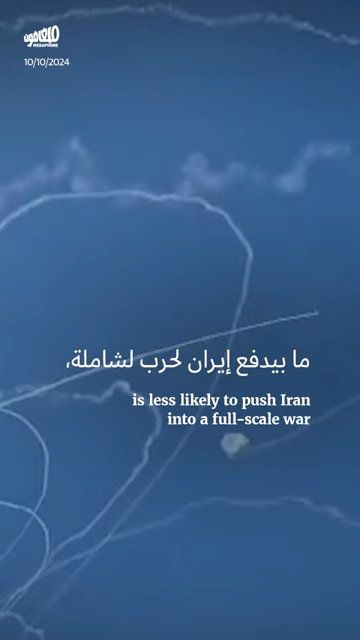 ميغافون
MEGAPHONE
10/10/2024
ما بيدفع إيران لحرب لشاملة،
is less likely to push Iran
into a full-scale war